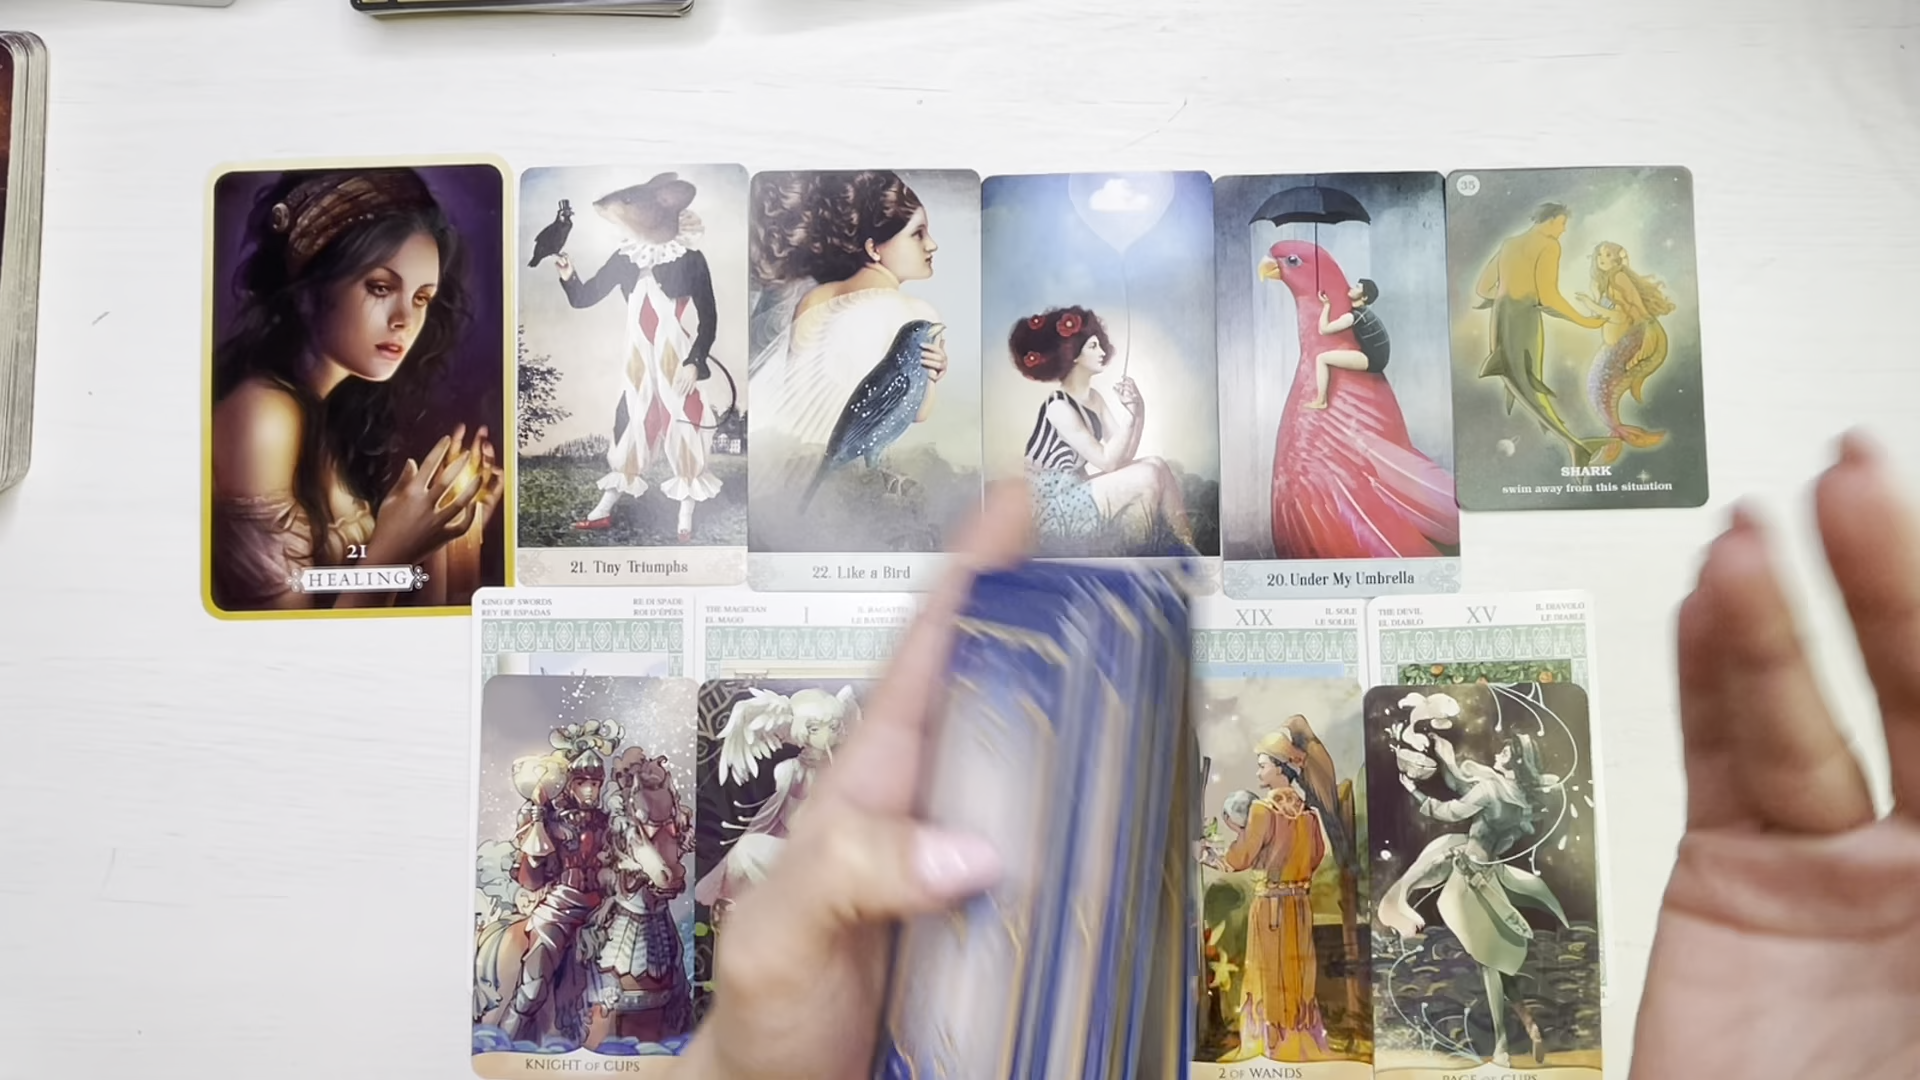 21
HEALING
21. Tiny Triumphs
22. Like a Bird
20. Under My Umbrella
35
SHARK
swim away from this situation
KING OF SWORDS
REY DE ESPADAS
RE DI SPADE
ROI D'ÉPÉES
THE MAGICIAN
EL MAGO
I
IL BAGATTO
LE BATELEUR
XIX
IL SOLE
LE SOLEIL
THE DEVIL
EL DIABLO
XV
IL DIAVOLO
LE DIABLE
KNIGHT OF CUPS
2 OF WANDS
PAGE OF CUPS